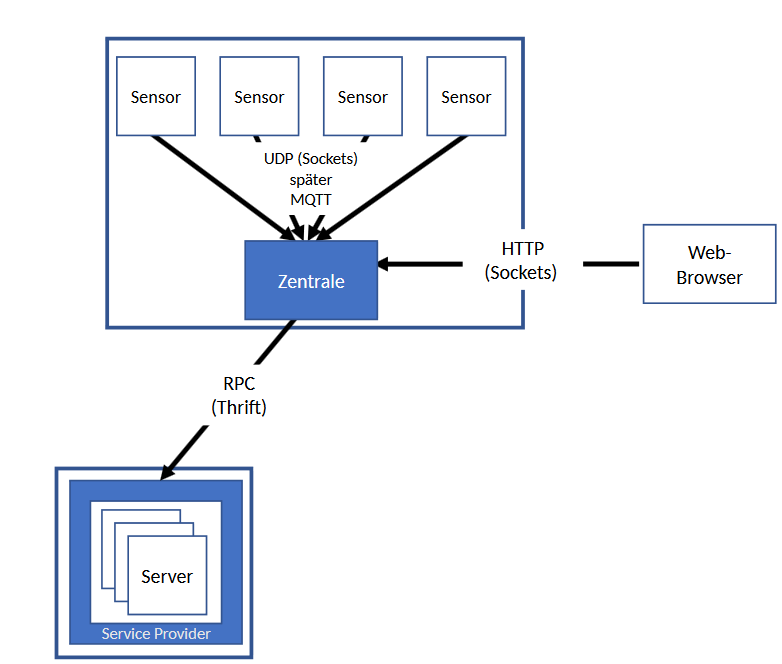 Sensor
Sensor
Sensor
Sensor
UDP (Sockets)
später
MQTT
HTTP
(Sockets)
Web-
Browser
Zentrale
RPC
(Thrift)
Server
Service Provider